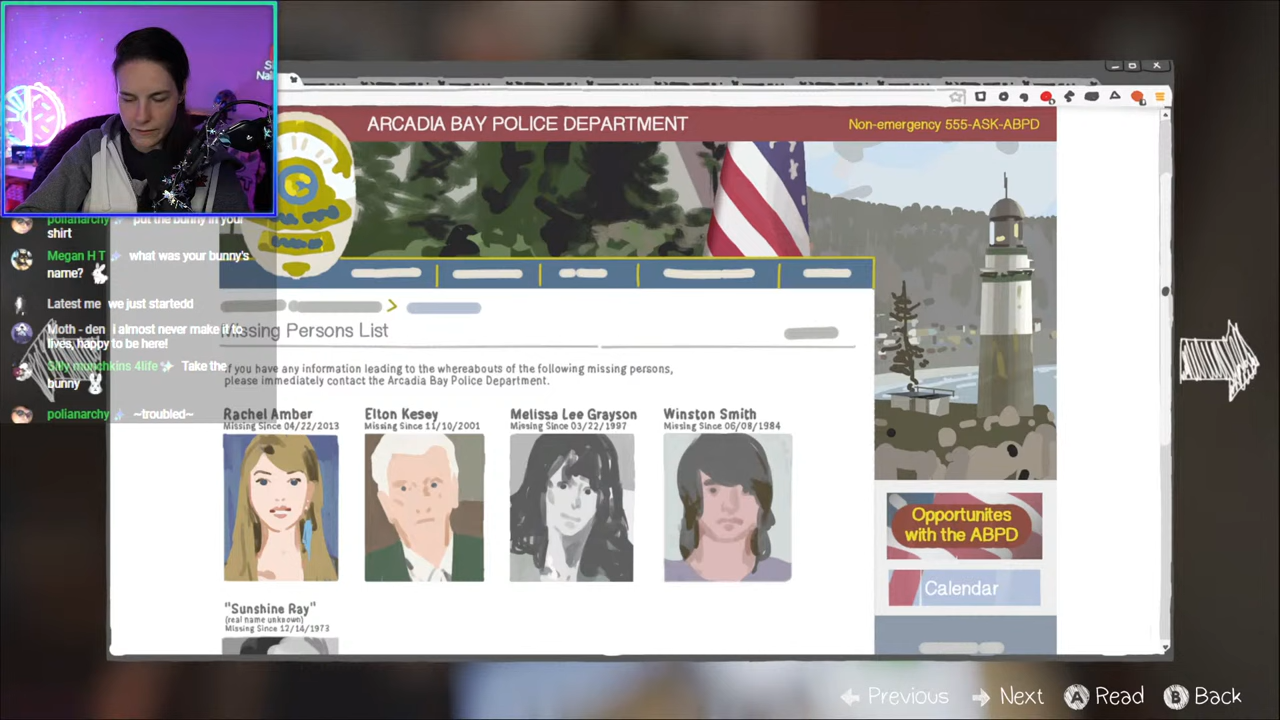 ARCADIA BAY POLICE DEPARTMENT
Non-emergency 555-ASK-ABPD
polianarchy put the bunny in your
shirt
Megan H T what was your bunny's
name?
Latest me we just startedd
Moth - den i almost never make it to
lives, happy to be here!
Silly munchkins 4life Take the
bunny
polianarchy ~troubled~
Missing Persons List
If you have any information leading to the whereabouts of the following missing persons,
please immediately contact the Arcadia Bay Police Department.
Rachel Amber
Missing Since 04/22/2013
Elton Kesey
Missing Since 11/10/2001
Melissa Lee Grayson
Missing Since 03/22/1997
Winston Smith
Missing Since 06/08/1984
"Sunshine Ray"
(real name unknown)
Missing Since 12/14/1973
Opportunites
with the ABPD
Calendar
Previous Next A Read B Back